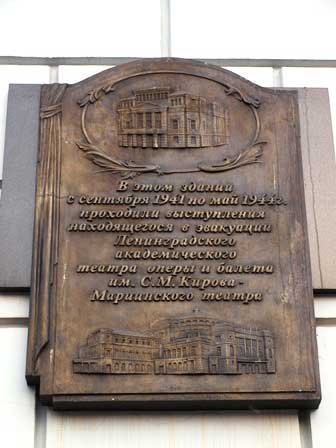 В этом здании
с сентября 1941 по май 1944 г.
проходили выступления
находящегося в эвакуации
Ленинградского
академического
театра оперы и балета
им. С.М. Кирова-
Мариинского театра